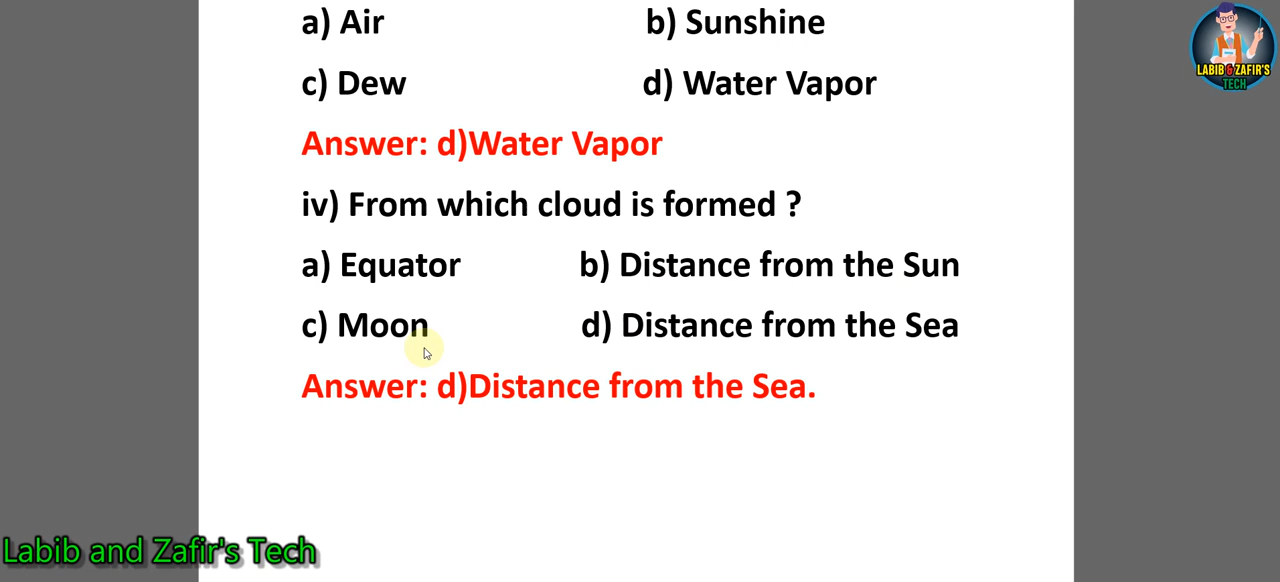 a) Air b) Sunshine
LABIB & ZAFIR'S
TECH
c) Dew d) Water Vapor
Answer: d)Water Vapor
iv) From which cloud is formed ?
a) Equator b) Distance from the Sun
c) Moon d) Distance from the Sea
Answer: d)Distance from the Sea.
Labib and Zafir's Tech